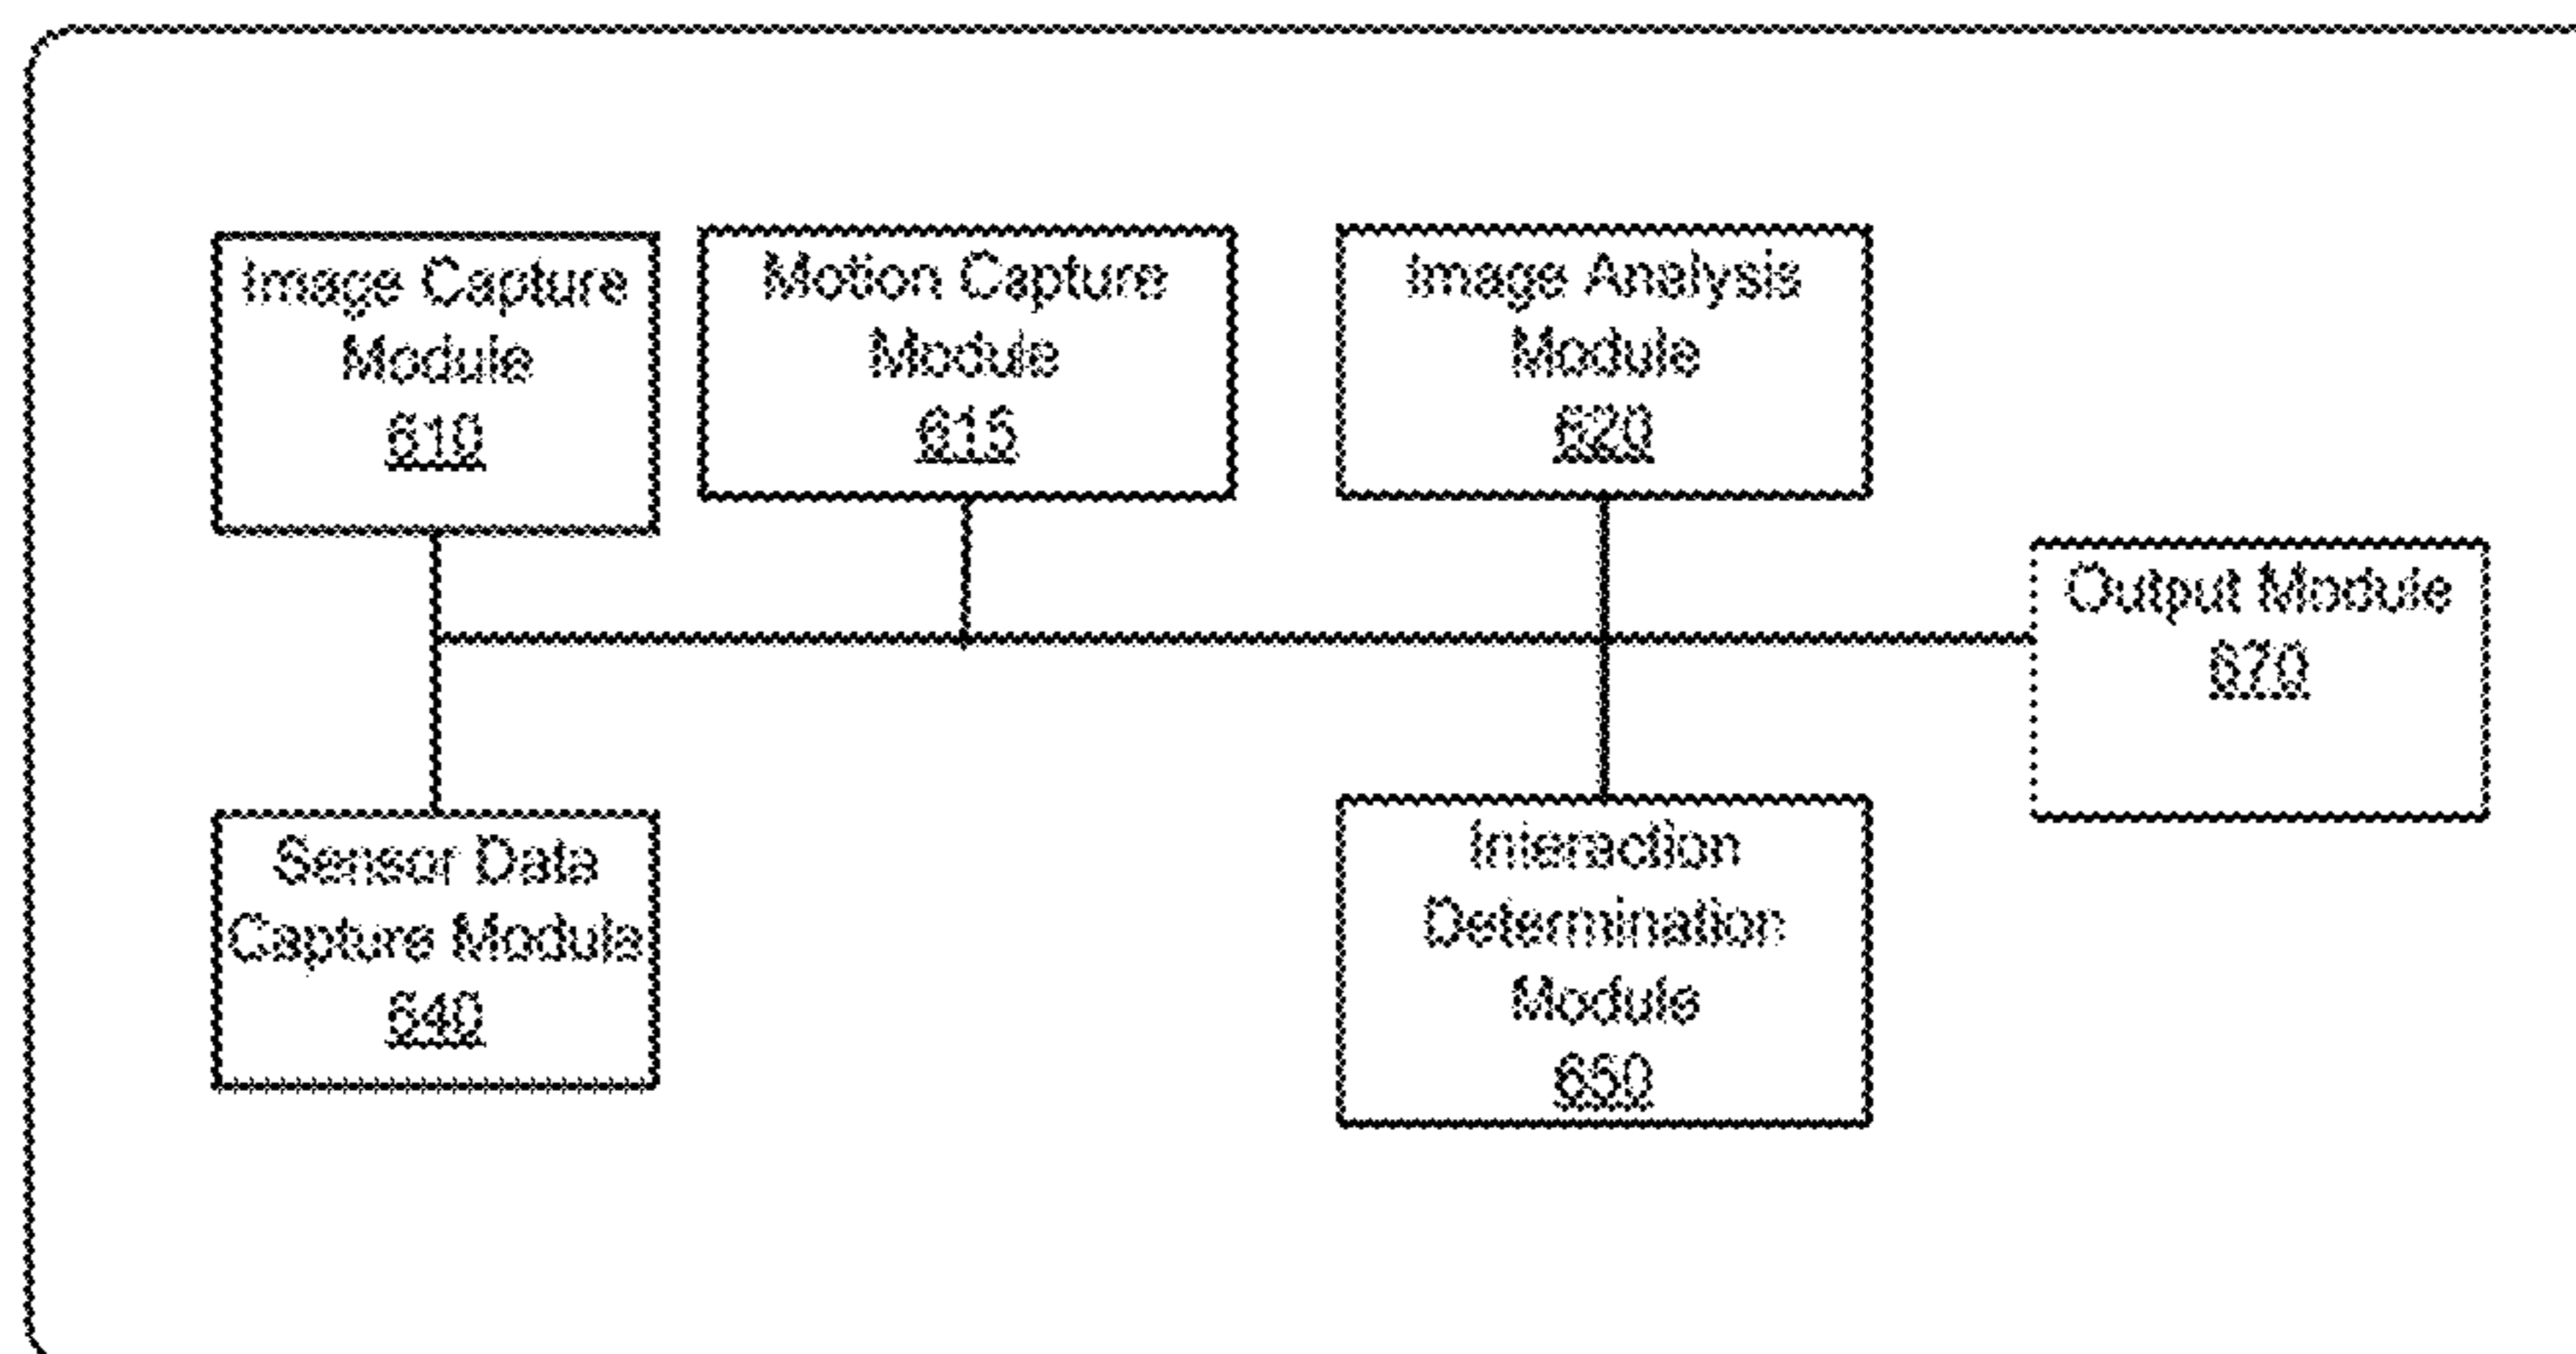 Image Capture
Module
610
Motion Capture
Module
615
Image Analysis
Module
620
Output Module
670
Sensor Data
Capture Module
640
Interaction
Determination
Module
650